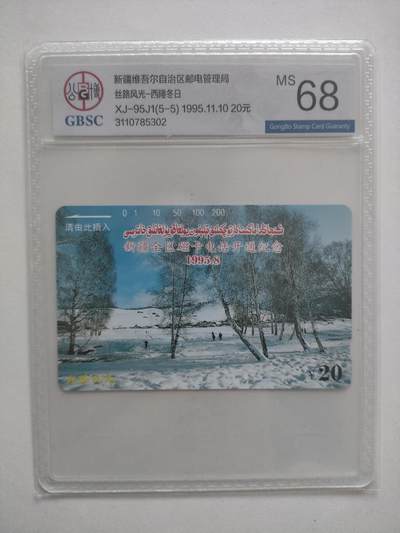 公博
GBSC
新疆维吾尔自治区邮电管理局
丝路风光-西陲冬日
XJ-95J1(5-5) 1995.11.10 20元
3110785302
MS 68
GongBo Stamp Card Guaranty
0 1 10 50 100 200
请由此插入
新疆全区磁卡电话开通纪念
1995.8
¥20